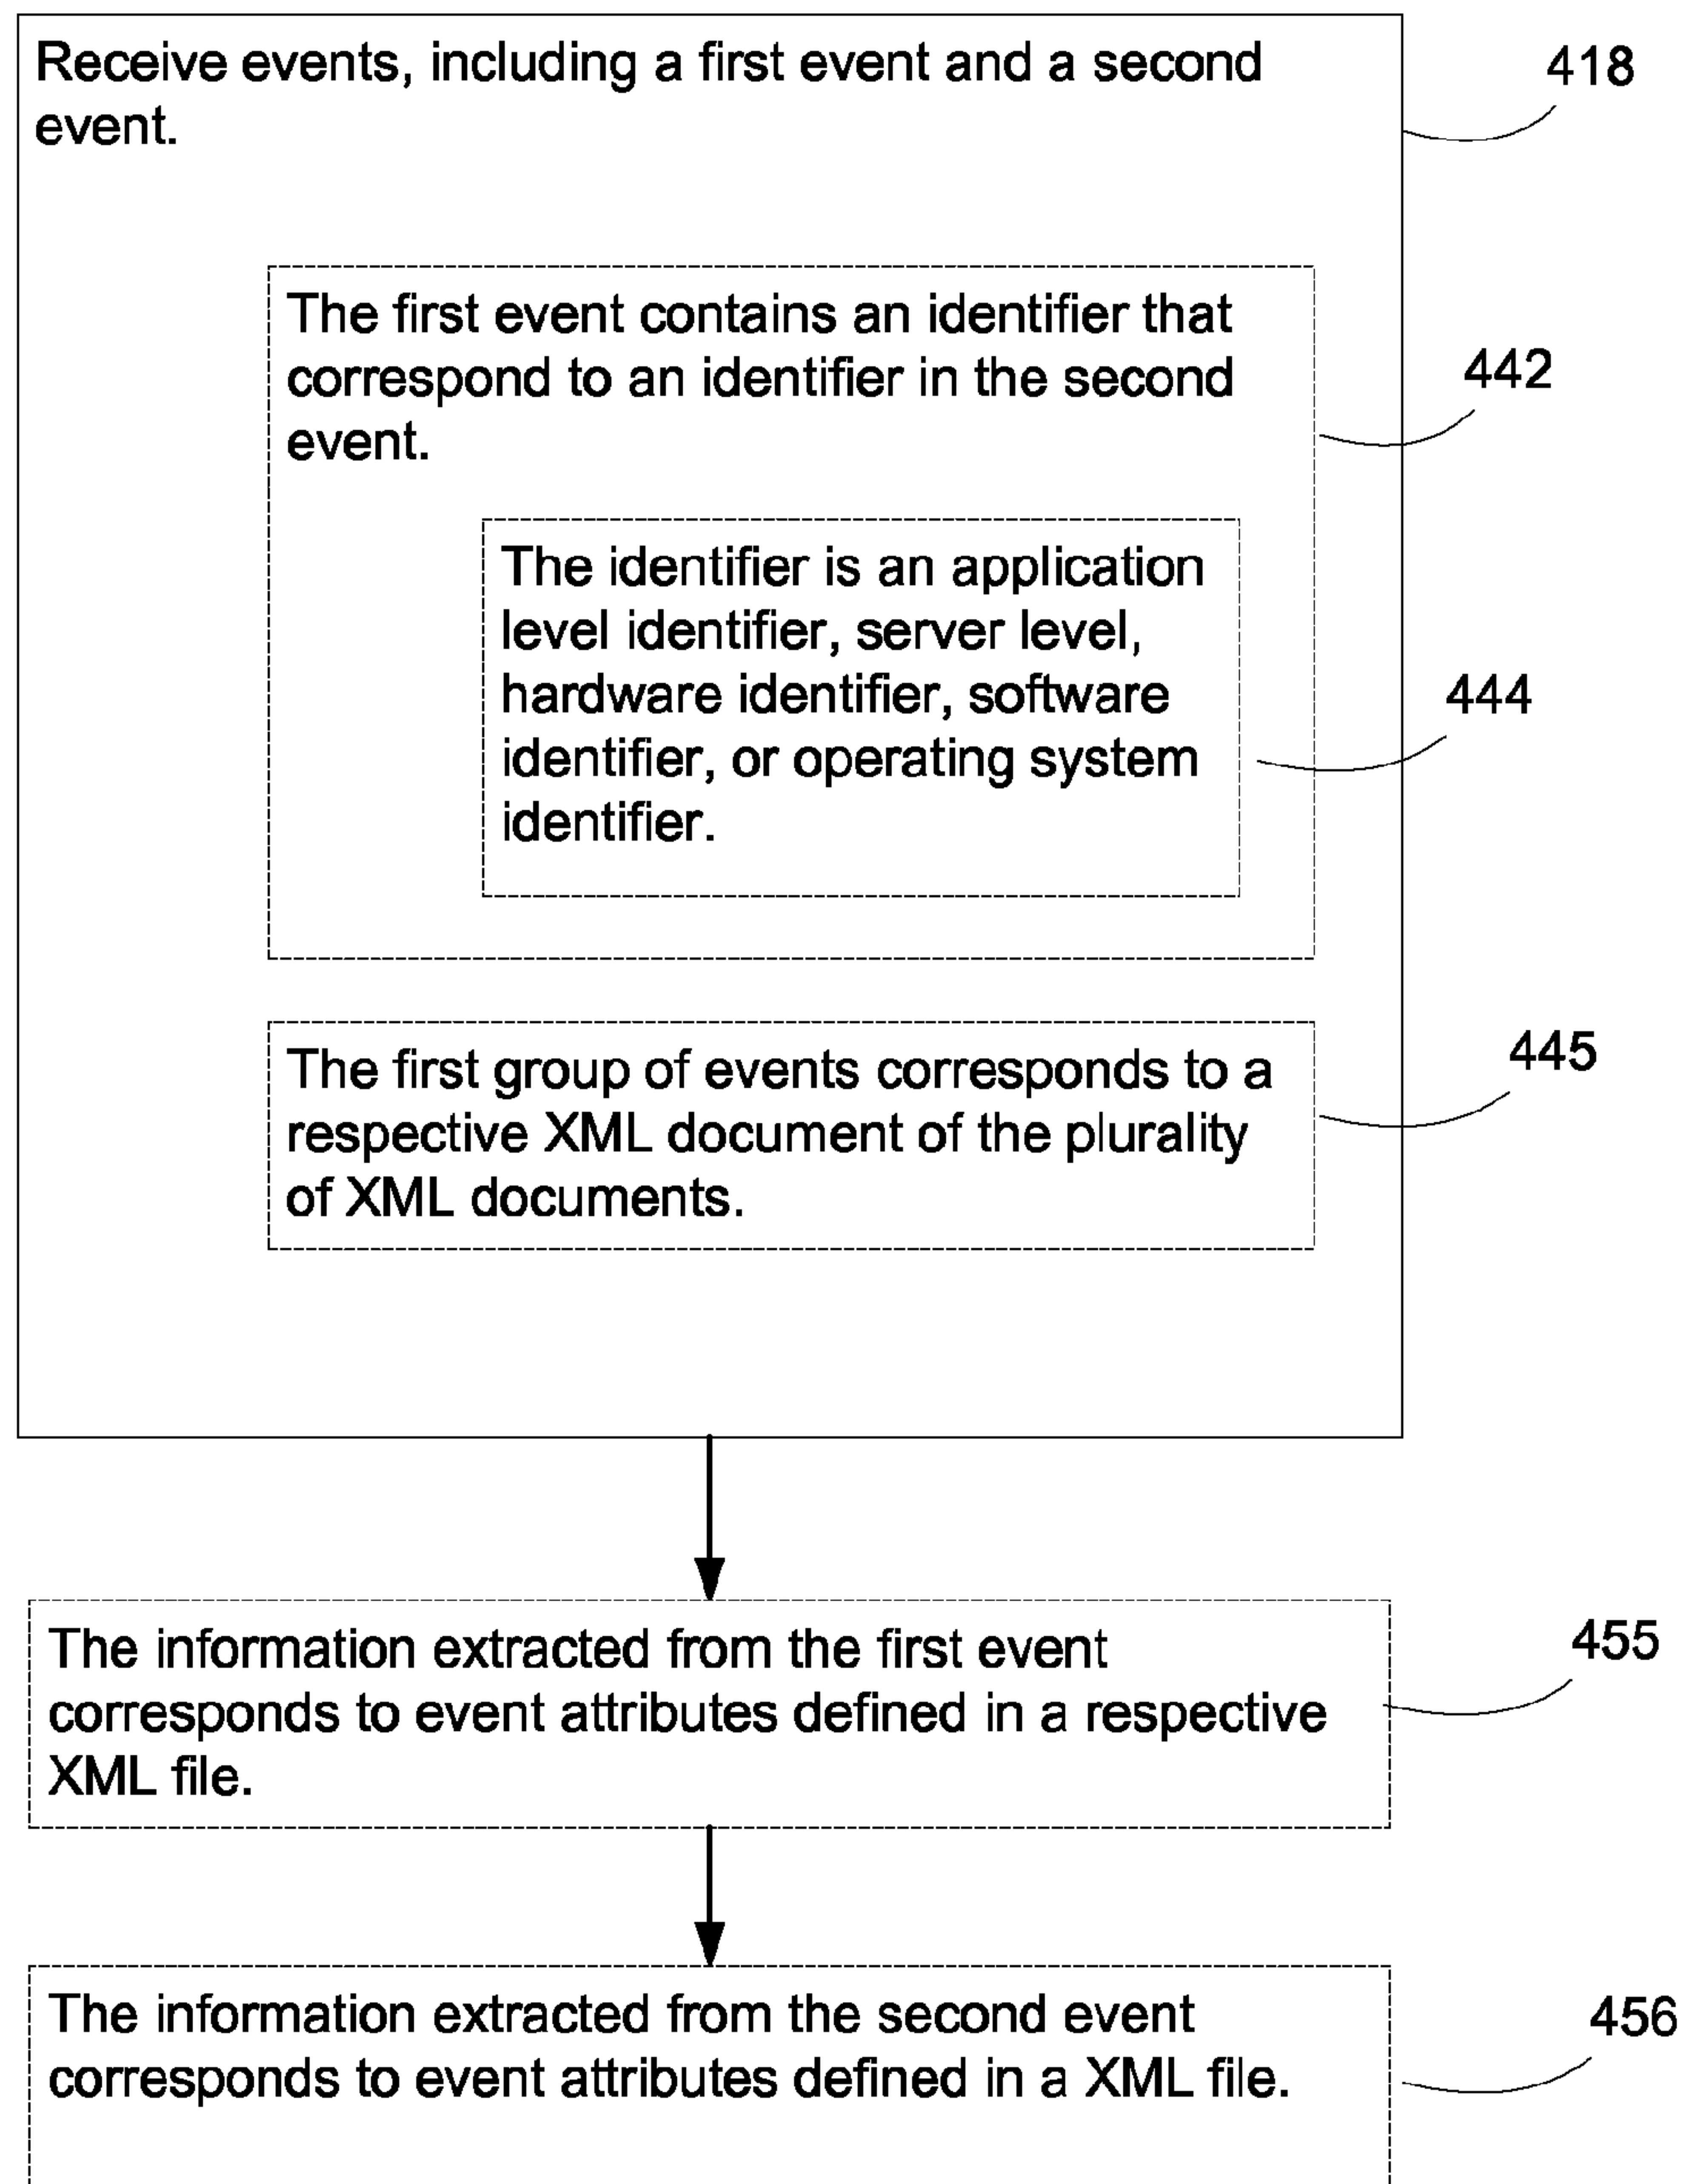 Receive events, including a first event and a second
event.
418
The first event contains an identifier that
correspond to an identifier in the second
event.
442
The identifier is an application
level identifier, server level,
hardware identifier, software
identifier, or operating system
identifier.
444
The first group of events corresponds to a
respective XML document of the plurality
of XML documents.
445
The information extracted from the first event
corresponds to event attributes defined in a respective
XML file.
455
The information extracted from the second event
corresponds to event attributes defined in a XML file.
456